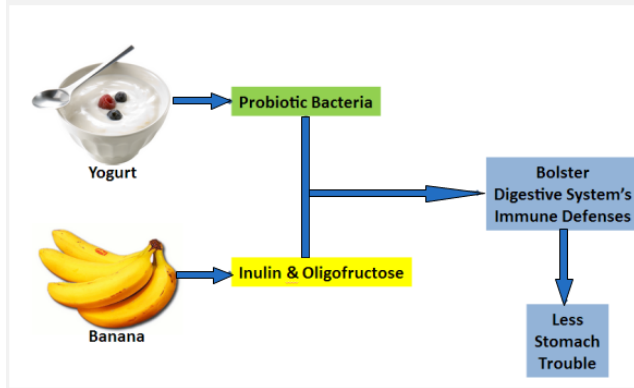 Probiotic Bacteria
Yogurt
Bolster
Digestive System's
Immune Defenses
Inulin & Oligofructose
Banana
Less
Stomach
Trouble